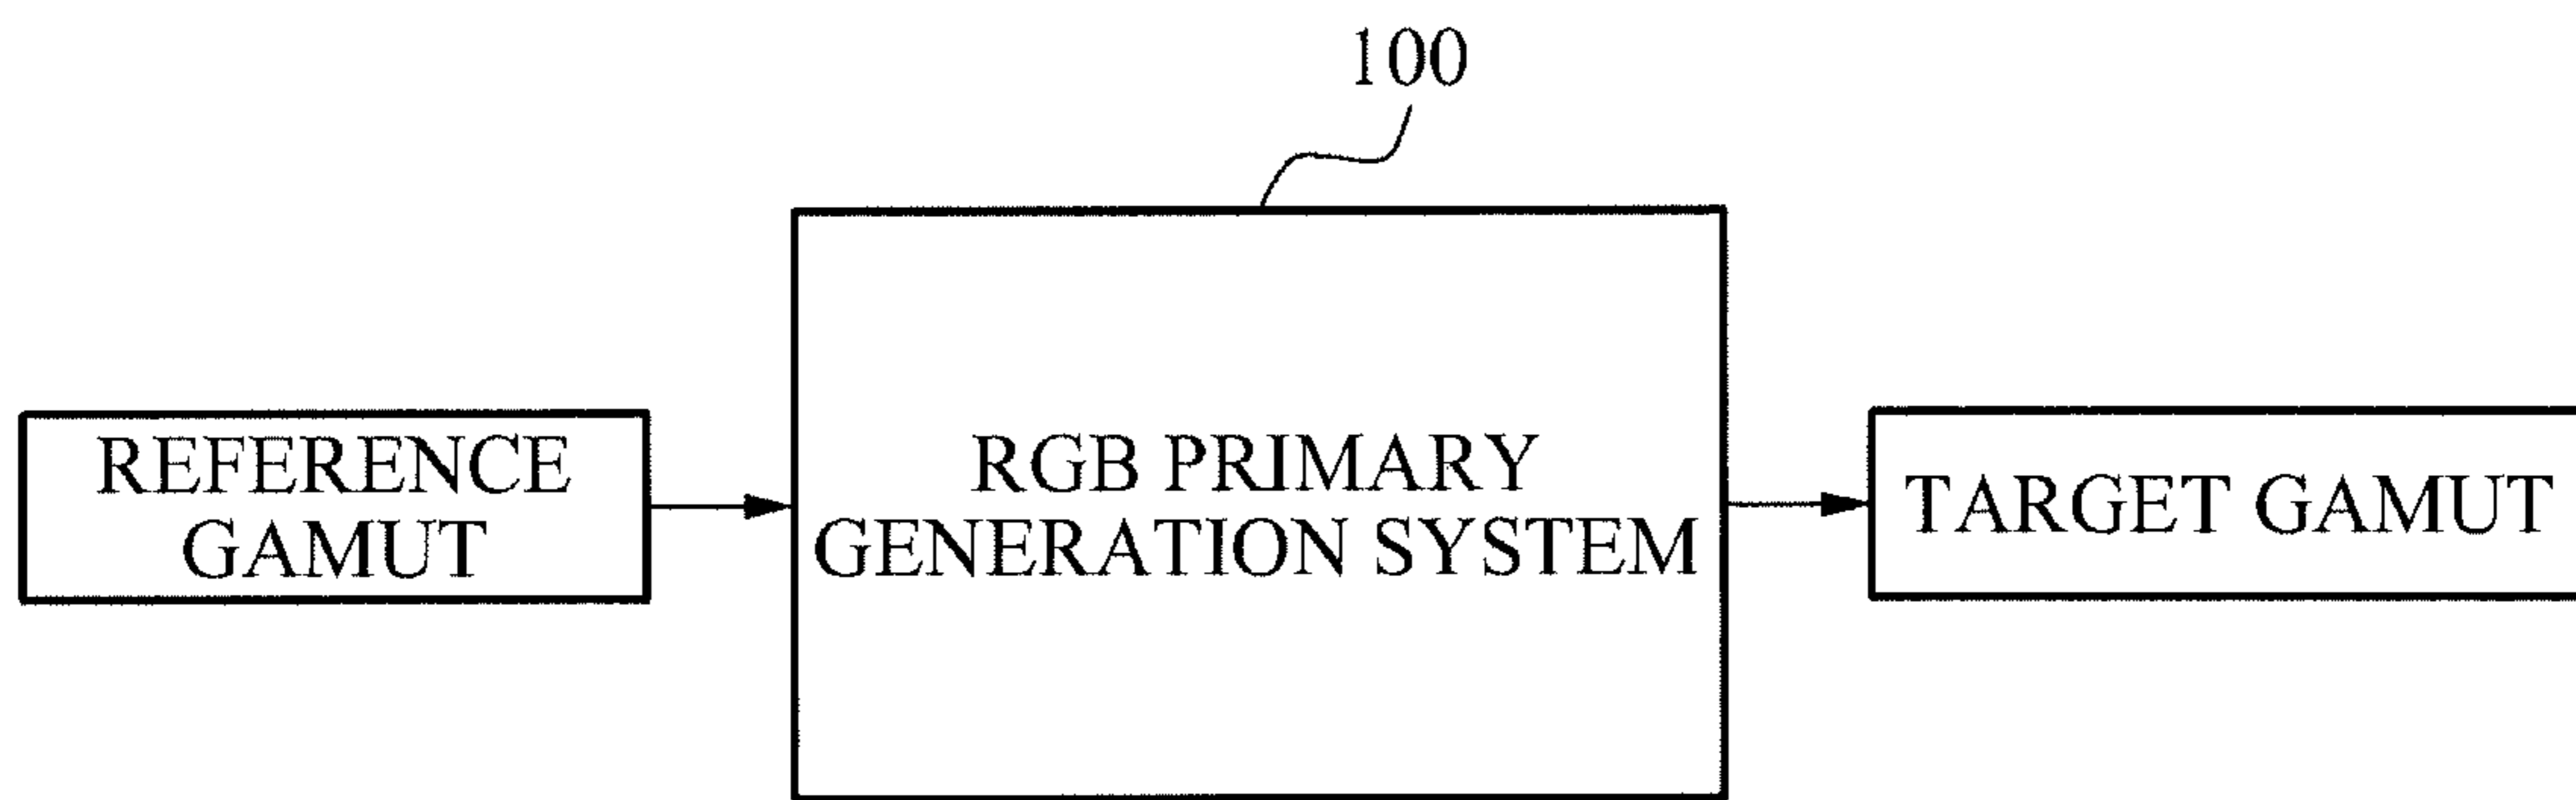 100
REFERENCE
GAMUT
RGB PRIMARY
GENERATION SYSTEM
TARGET GAMUT